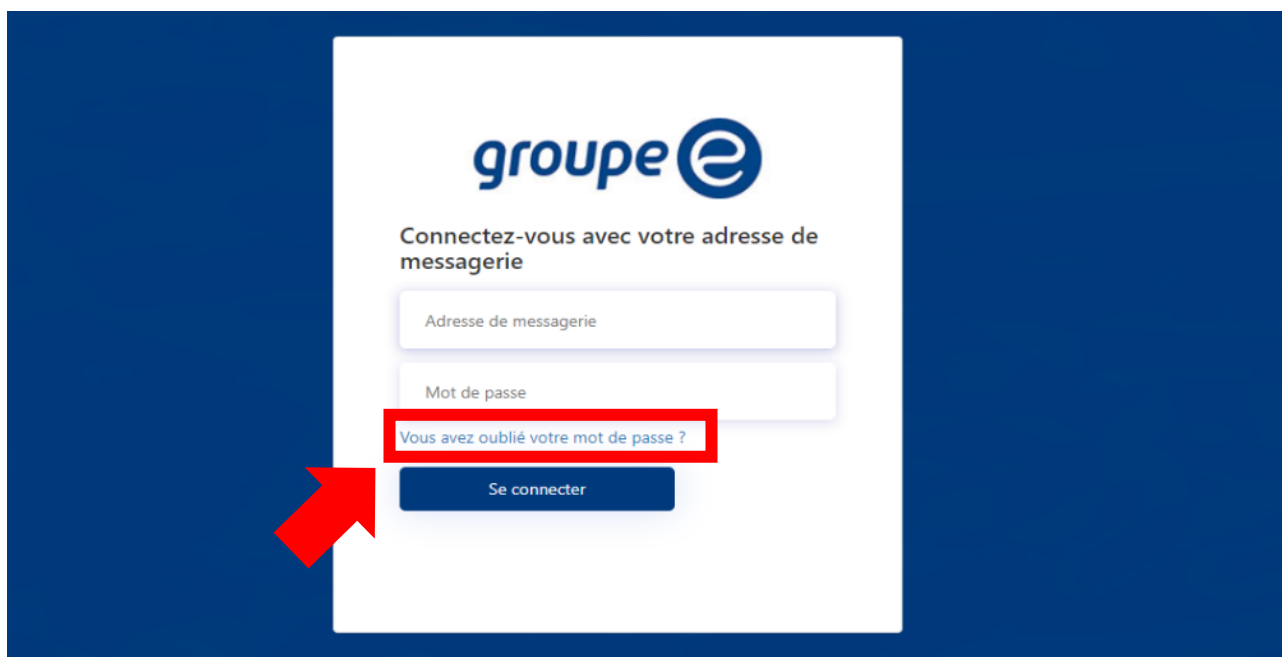 groupe e
Connectez-vous avec votre adresse de
messagerie
Adresse de messagerie
Mot de passe
Vous avez oublié votre mot de passe ?
Se connecter